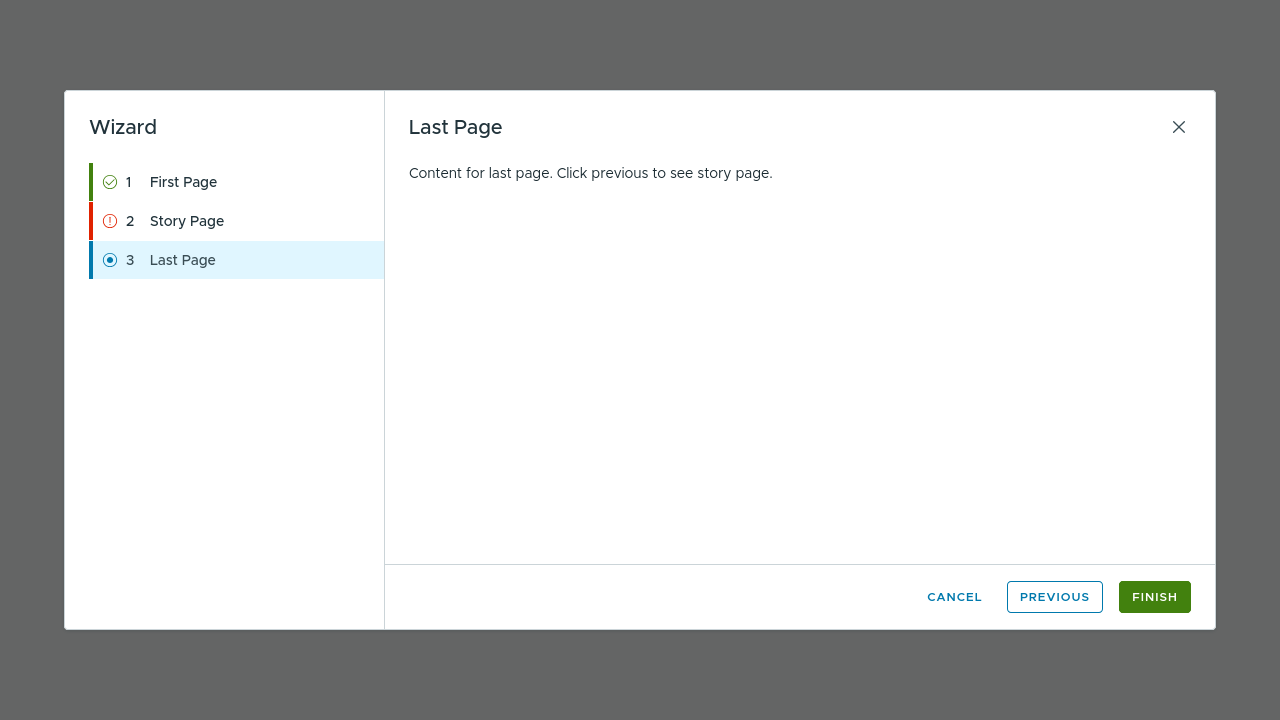 Wizard
1 First Page
2 Story Page
3 Last Page
Last Page
Content for last page. Click previous to see story page.
CANCEL PREVIOUS FINISH